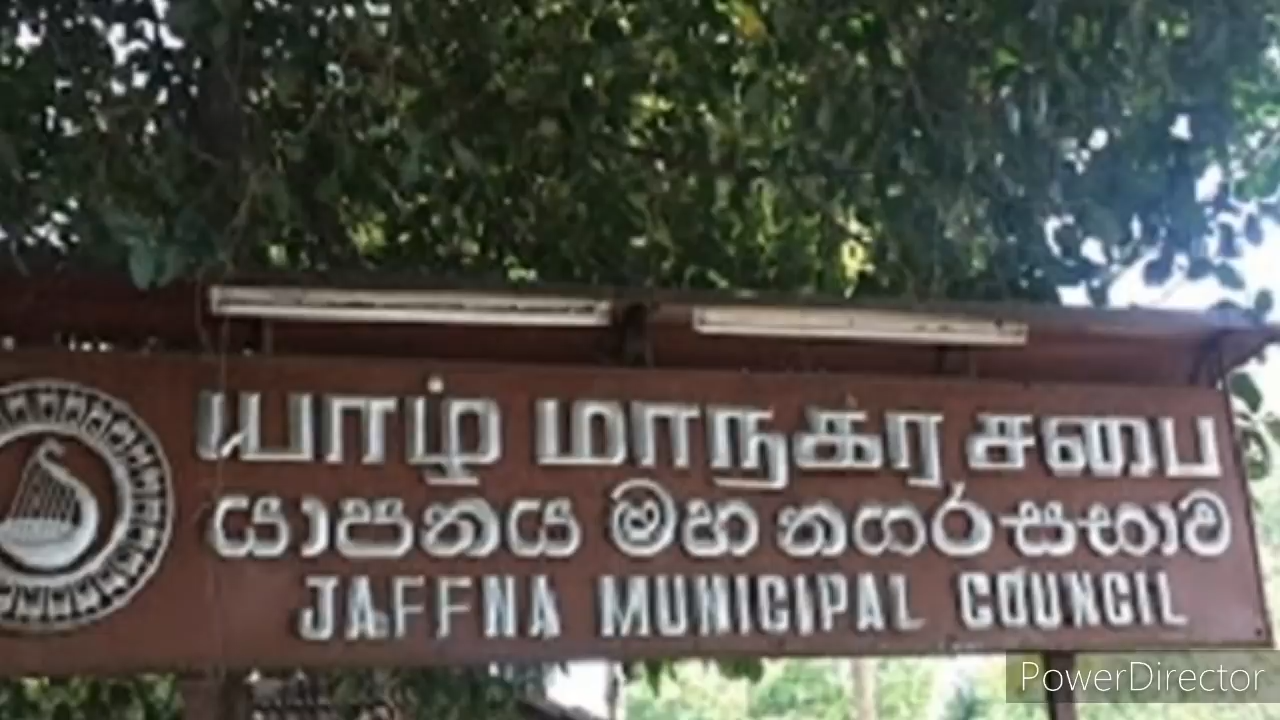 யாழ் மாநகர சபை
යාපනය මහ නගර සභාව
JAFFNA MUNICIPAL COUNCIL
PowerDirector